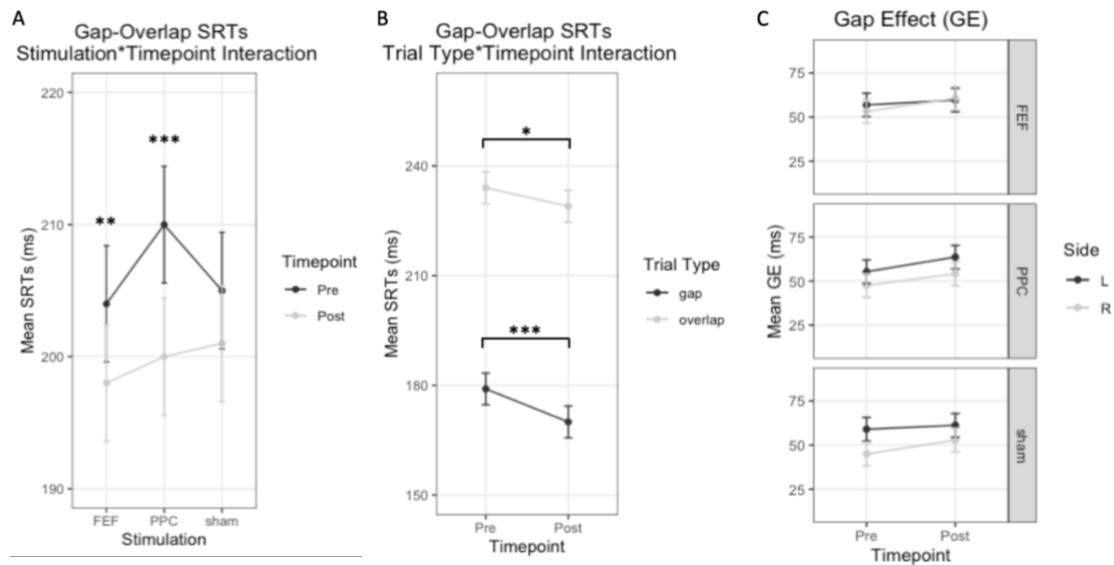 A
Gap-Overlap SRTs
Stimulation*Timepoint Interaction
220
210
200
190
Mean SRTs (ms)
**
***
FEF
PPC
sham
Stimulation
Timepoint
Pre
Post
B
Gap-Overlap SRTs
Trial Type*Timepoint Interaction
240
210
180
150
Mean SRTs (ms)
*
***
Pre
Post
Timepoint
Trial Type
gap
overlap
C
Gap Effect (GE)
75
50
25
FEF
75
50
25
PPC
75
50
25
sham
Mean GE (ms)
Pre
Post
Timepoint
Side
L
R